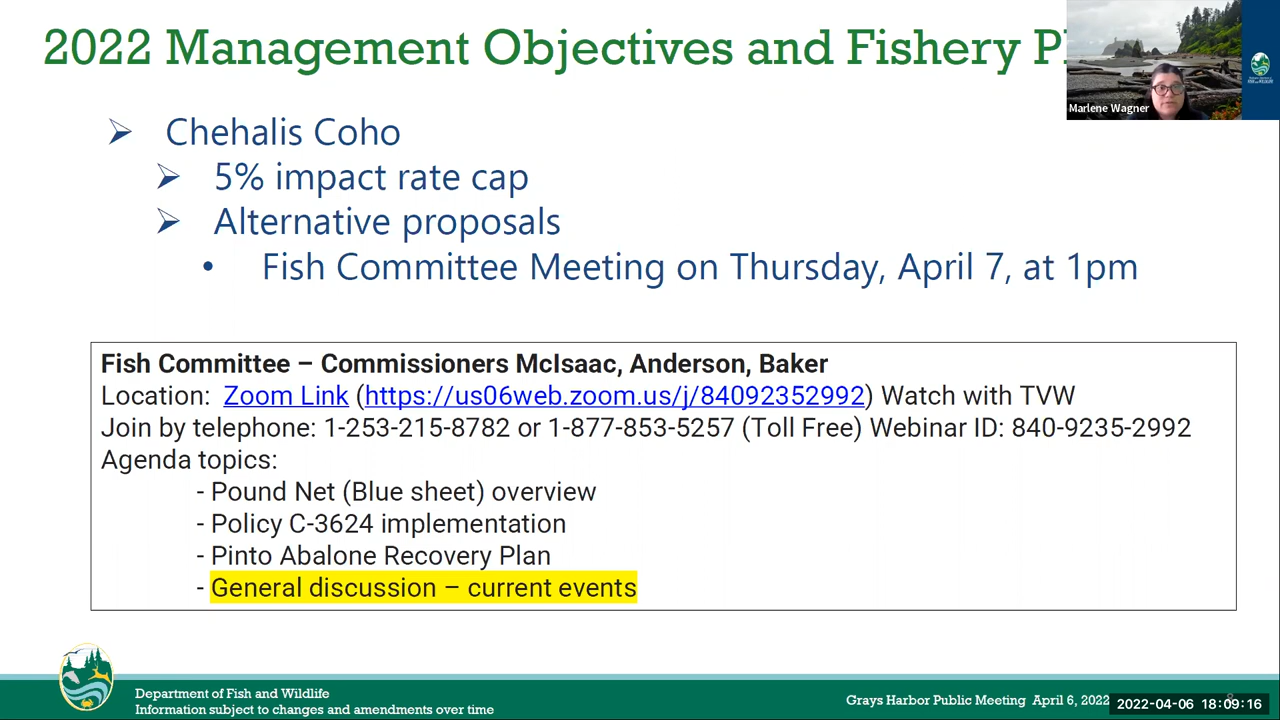 2022 Management Objectives and Fishery
Marlene Wagner
Chehalis Coho
5% impact rate cap
Alternative proposals
Fish Committee Meeting on Thursday, April 7, at 1pm
Fish Committee – Commissioners McIsaac, Anderson, Baker
Location: Zoom Link (https://us06web.zoom.us/j/84092352992) Watch with TVW
Join by telephone: 1-253-215-8782 or 1-877-853-5257 (Toll Free) Webinar ID: 840-9235-2992
Agenda topics:
- Pound Net (Blue sheet) overview
- Policy C-3624 implementation
- Pinto Abalone Recovery Plan
- General discussion – current events
Department of Fish and Wildlife
Information subject to changes and amendments over time
Grays Harbor Public Meeting April 6, 2022
2022-04-06 18:09:16